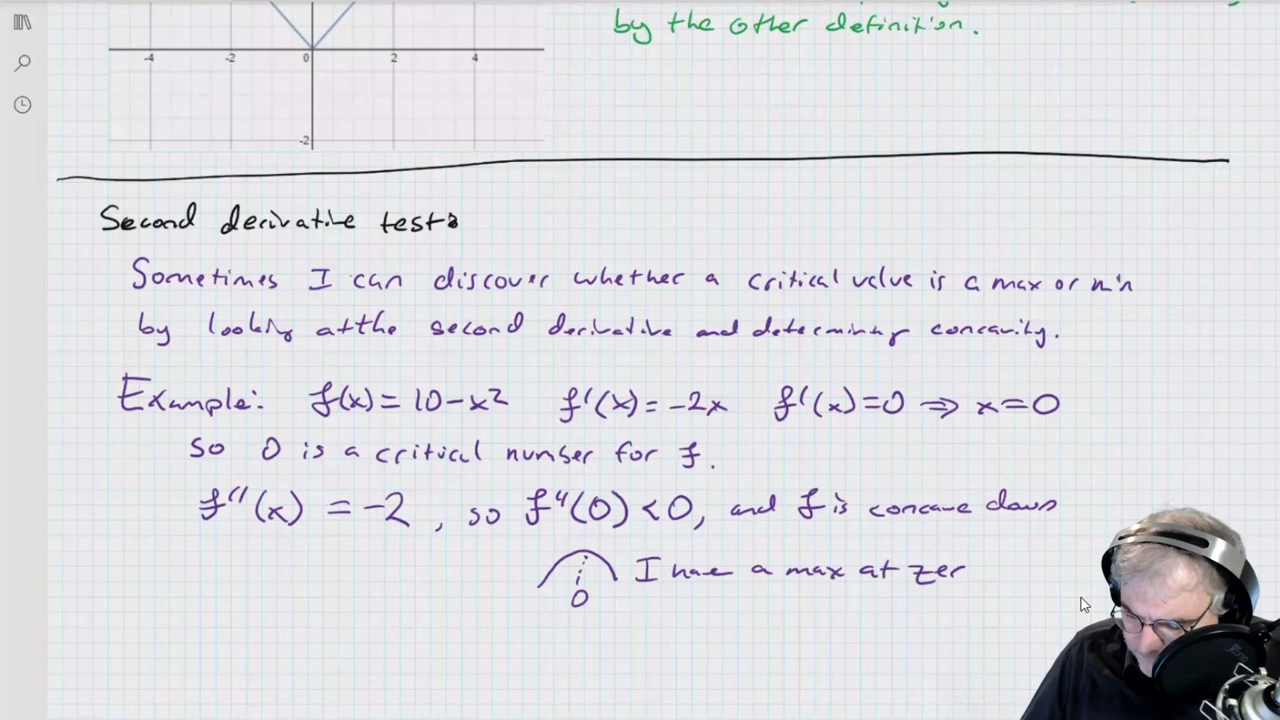 by the other definition.
-4 -2 0 2 4
-2
Second derivative test:
Sometimes I can discover whether a critical value is a max or min
by looking at the second derivative and determining concavity.
Example: f(x) = 10-x² f'(x) = -2x f'(x)=0 ⇒ x=0
so 0 is a critical number for f.
f''(x) = -2, so f''(0) < 0, and f is concave down
I have a max at zer
0